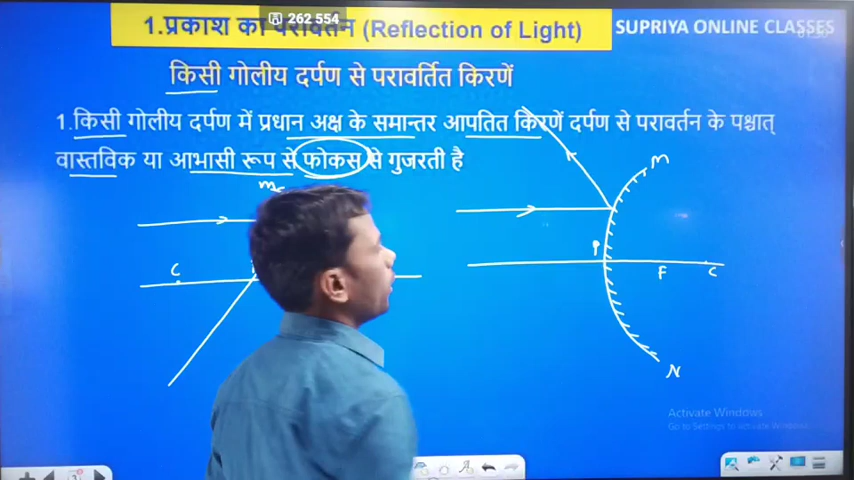 262 554
1.प्रकाश का परावर्तन (Reflection of Light)
SUPRIYA ONLINE CLASSES
किसी गोलीय दर्पण से परावर्तित किरणें
1.किसी गोलीय दर्पण में प्रधान अक्ष के समान्तर आपतित किरणें दर्पण से परावर्तन के पश्चात्
वास्तविक या आभासी रूप से फोकस से गुजरती है
M
M
P
C
F
C
N
Activate Windows
Go to Settings to activate Windows.